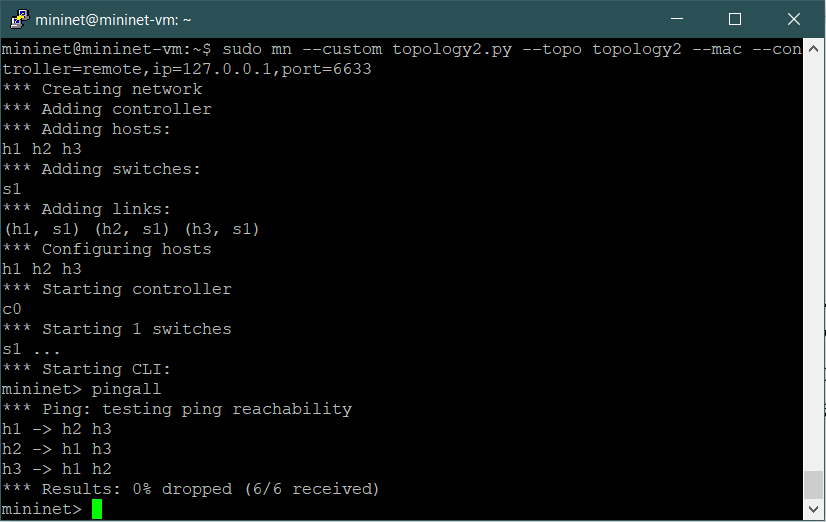 mininet@mininet-vm: ~
mininet@mininet-vm:~$ sudo mn --custom topology2.py --topo topology2 --mac --con
troller=remote,ip=127.0.0.1,port=6633
*** Creating network
*** Adding controller
*** Adding hosts:
h1 h2 h3
*** Adding switches:
s1
*** Adding links:
(h1, s1) (h2, s1) (h3, s1)
*** Configuring hosts
h1 h2 h3
*** Starting controller
c0
*** Starting 1 switches
s1 ...
*** Starting CLI:
mininet> pingall
*** Ping: testing ping reachability
h1 -> h2 h3
h2 -> h1 h3
h3 -> h1 h2
*** Results: 0% dropped (6/6 received)
mininet>